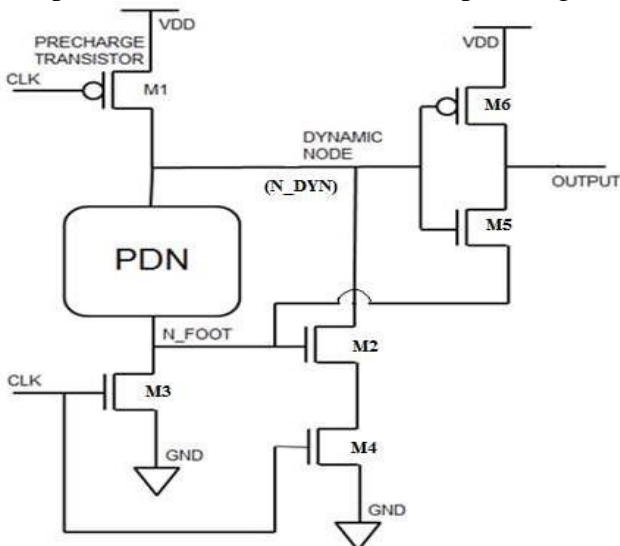 VDD
PRECHARGE
TRANSISTOR
VDD
CLK
M1
M6
DYNAMIC
NODE
(N_DYN)
OUTPUT
M5
PDN
N_FOOT
M2
CLK
M3
M4
GND
GND